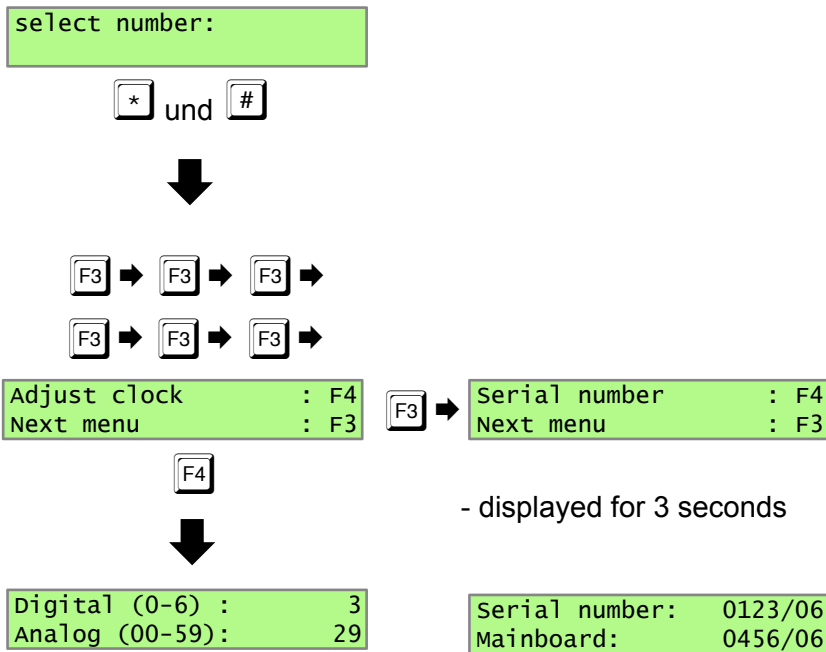 select number:
* und #
F3 F3 F3
F3 F3 F3
Adjust clock : F4
Next menu : F3
F3
Serial number : F4
Next menu : F3
F4
- displayed for 3 seconds
Digital (0-6) : 3
Analog (00-59): 29
Serial number: 0123/06
Mainboard: 0456/06